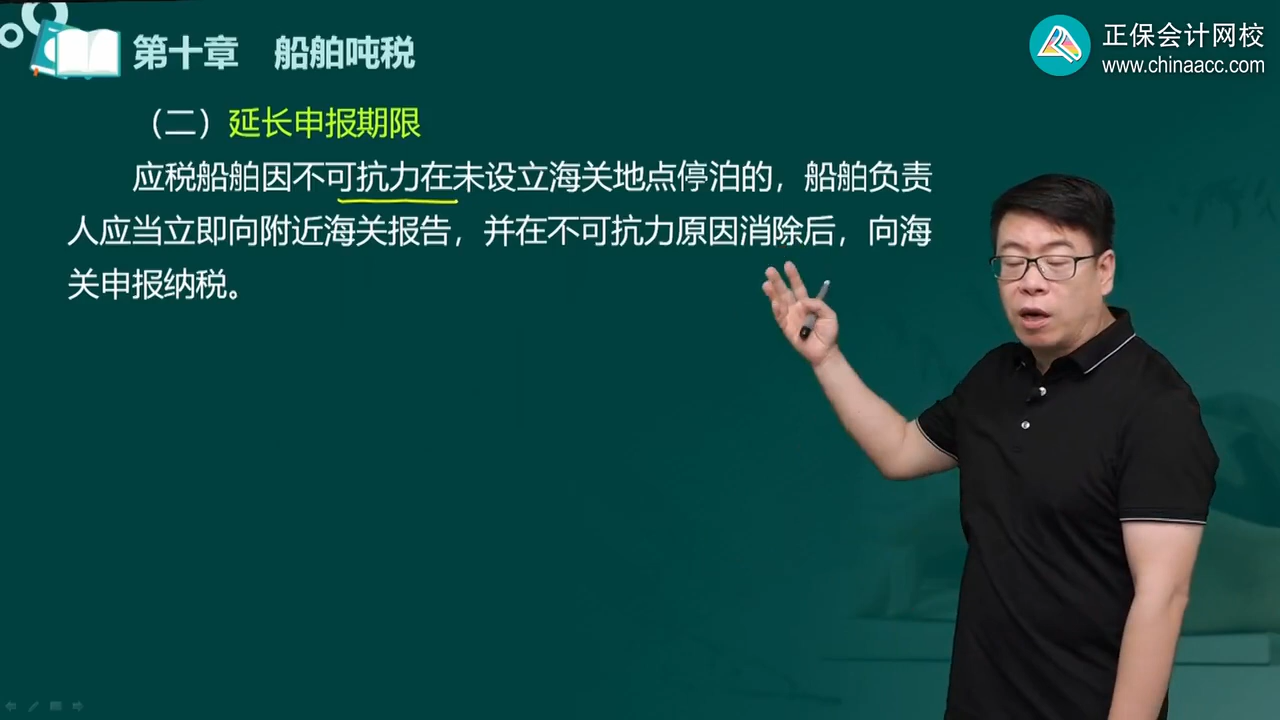 第十章 船舶吨税
正保会计网校
www.chinaacc.com
（二）延长申报期限
应税船舶因不可抗力在未设立海关地点停泊的，船舶负责
人应当立即向附近海关报告，并在不可抗力原因消除后，向海
关申报纳税。